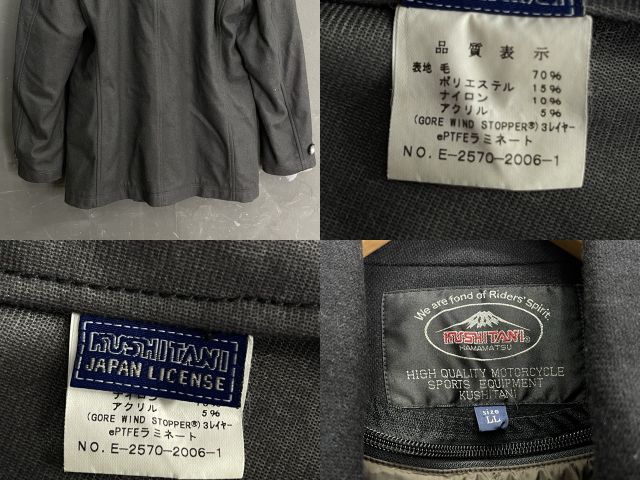 品質表示
表地 毛 70%
ポリエステル 15%
ナイロン 10%
アクリル 5%
(GORE WIND STOPPER®) 3レイヤー
ePTFEラミネート
NO. E-2570-2006-1
KUSHITANI
JAPAN LICENSE
ナイロン
アクリル 5%
(GORE WIND STOPPER®) 3レイヤー
ePTFEラミネート
NO. E-2570-2006-1
We are fond of Riders' Spirit.
KUSHITANI®
HAMAMATSU
HIGH QUALITY MOTORCYCLE
SPORTS EQUIPMENT
KUSHITANI
size
LL